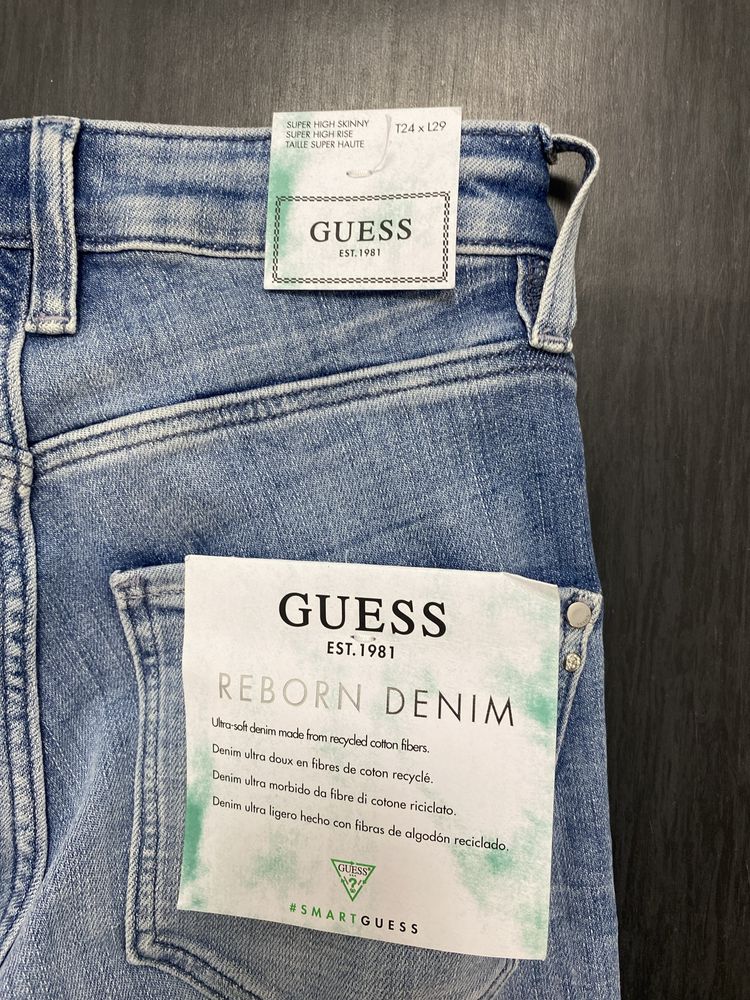 SUPER HIGH SKINNY
SUPER HIGH RISE
TAILLE SUPER HAUTE
T24 x L29
GUESS
EST.1981
GUESS
EST.1981
REBORN DENIM
Ultra-soft denim made from recycled cotton fibers.
Denim ultra doux en fibres de coton recyclé.
Denim ultra morbido da fibre di cotone riciclato.
Denim ultra ligero hecho con fibras de algodón reciclado.
GUESS
?
#SMARTGUESS